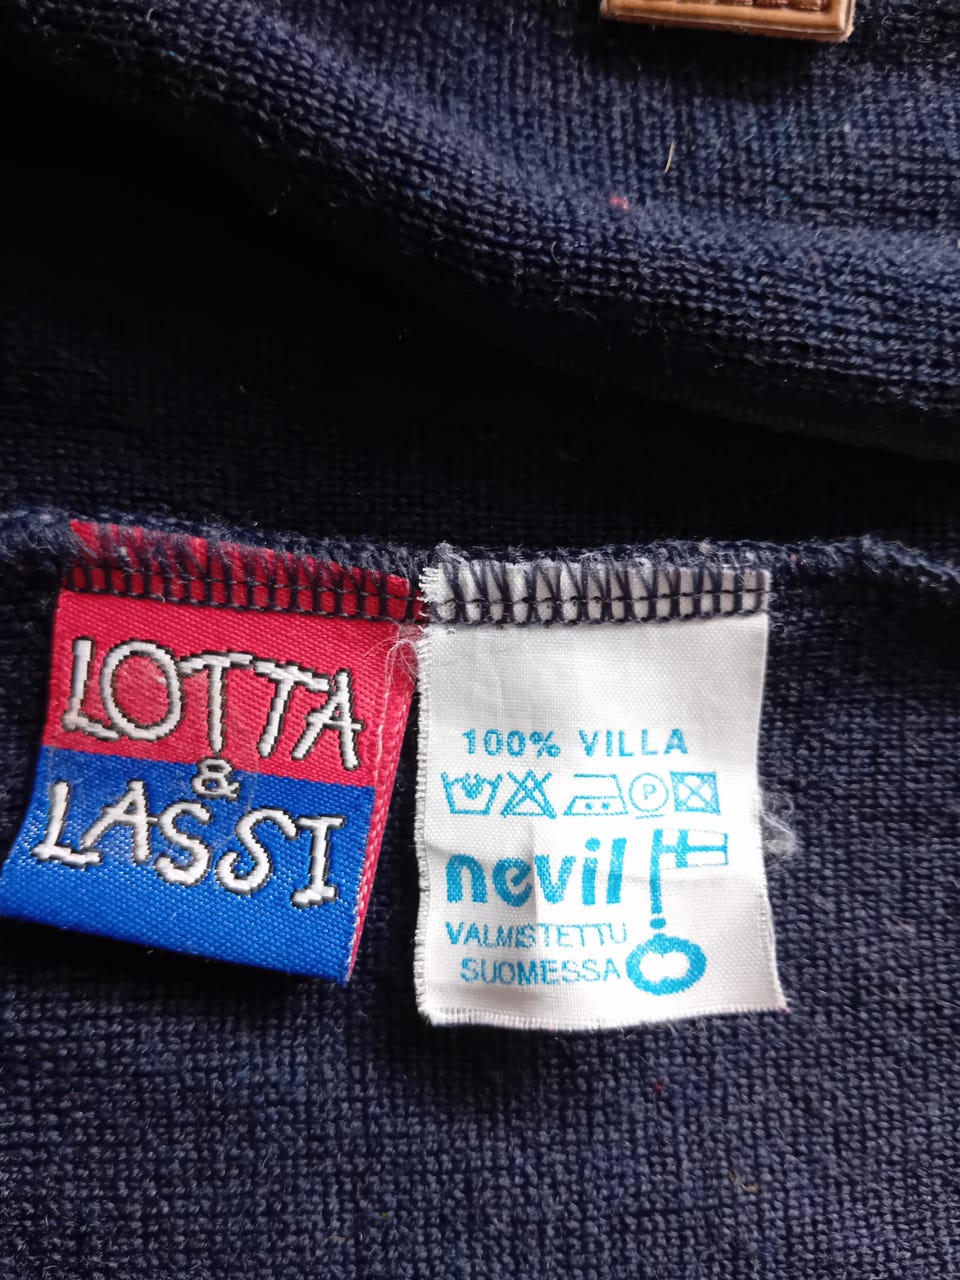 LOTTA
&
LASSI
100% VILLA
P
nevil
VALMISTETTU
SUOMESSA